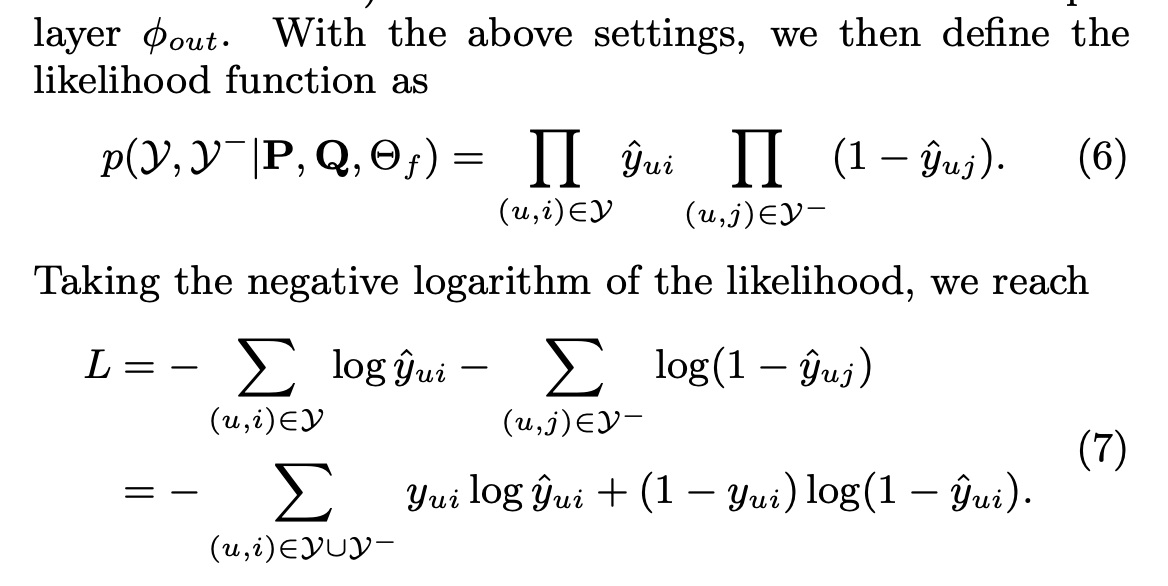 layer ϕ_out. With the above settings, we then define the
likelihood function as
p(𝒴, 𝒴⁻|𝐏, 𝐐, Θ_f) = ∏_{(u,i)∈𝒴} ŷ_ui ∏_{(u,j)∈𝒴⁻} (1 − ŷ_uj). (6)
Taking the negative logarithm of the likelihood, we reach
L = − ∑_{(u,i)∈𝒴} log ŷ_ui − ∑_{(u,j)∈𝒴⁻} log(1 − ŷ_uj)
= − ∑_{(u,i)∈𝒴∪𝒴⁻} y_ui log ŷ_ui + (1 − y_ui) log(1 − ŷ_ui). (7)